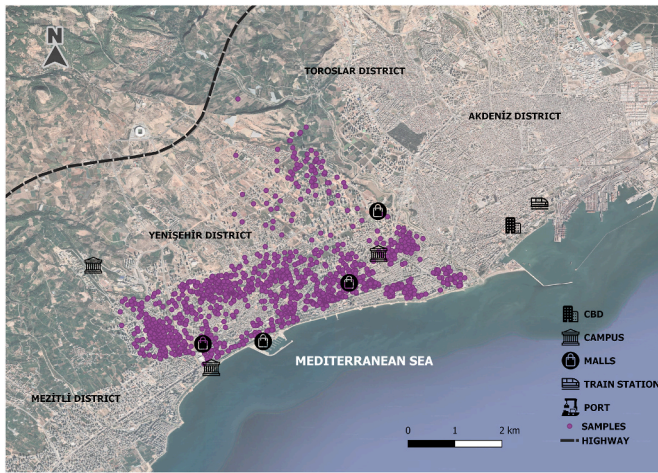 N
TOROSLAR DISTRICT
AKDENİZ DISTRICT
YENİŞEHİR DISTRICT
MEDITERRANEAN SEA
MEZİTLİ DISTRICT
CBD
CAMPUS
MALLS
TRAIN STATION
PORT
SAMPLES
HIGHWAY
0 1 2 km